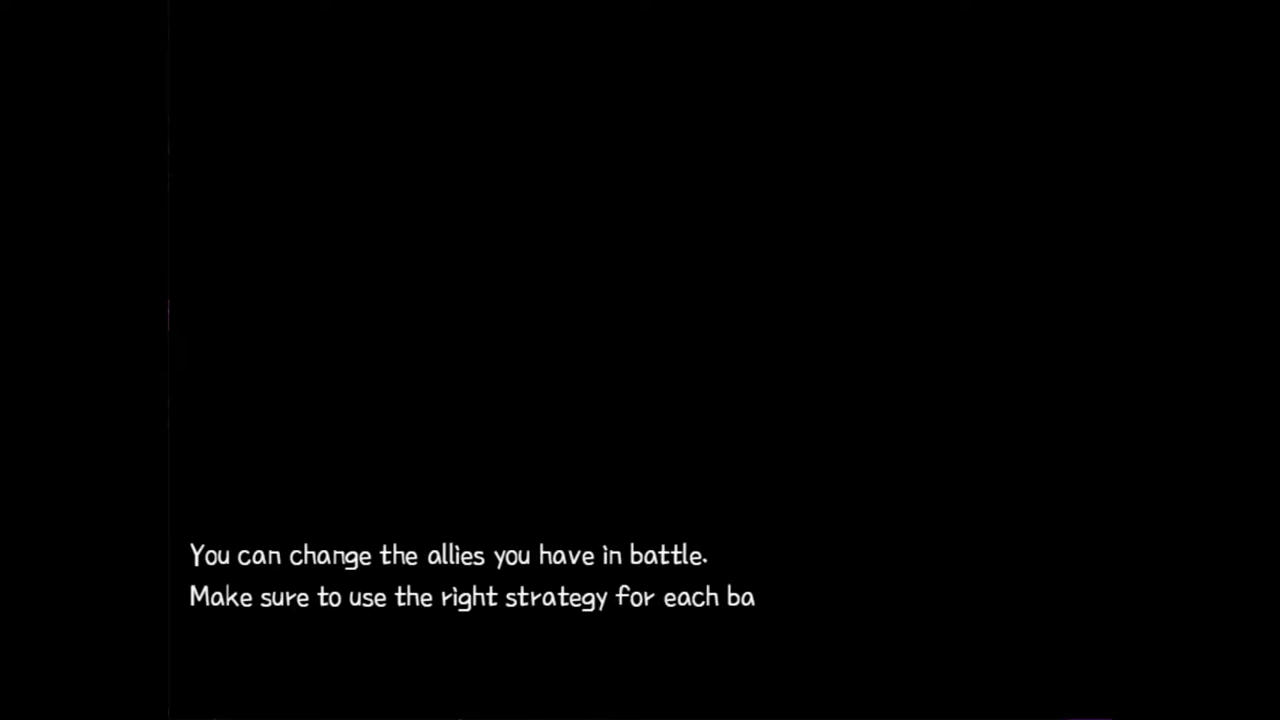 You can change the allies you have in battle.
Make sure to use the right strategy for each ba